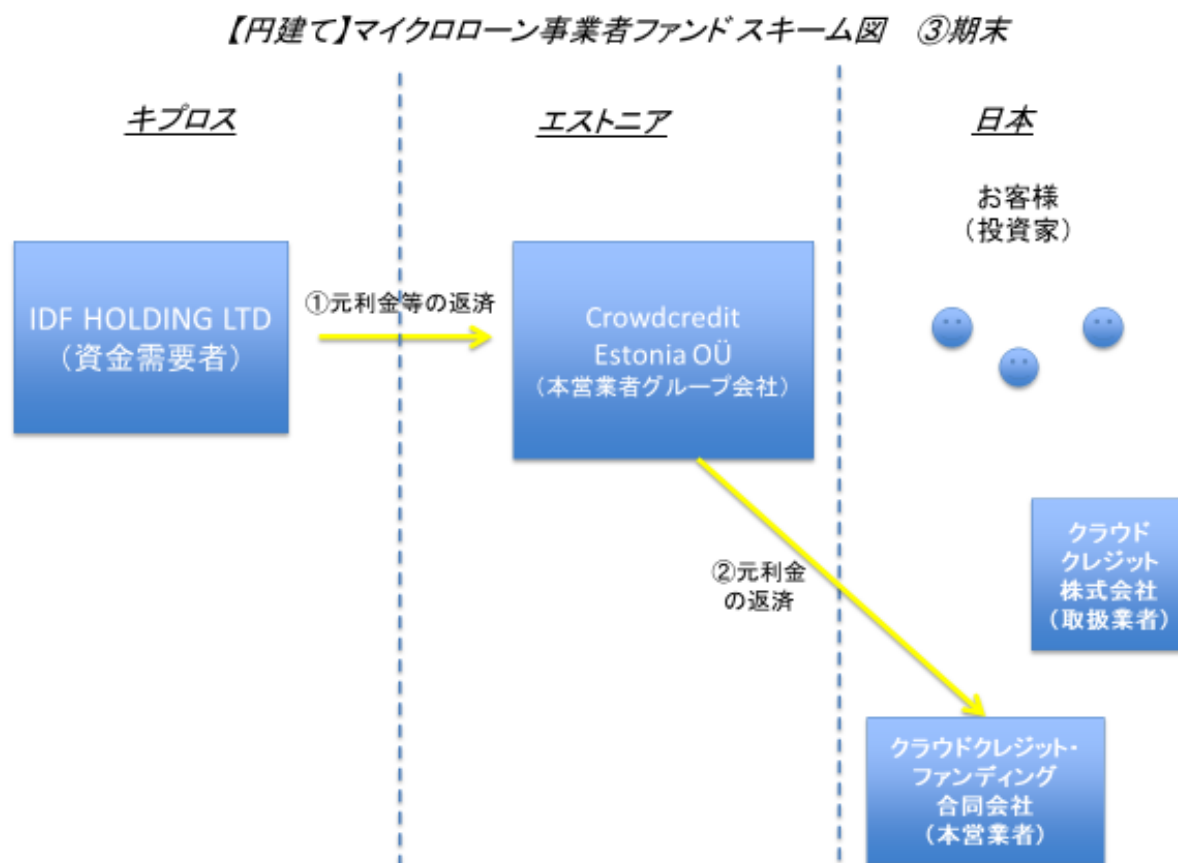 【円建て】マイクロローン事業者ファンド スキーム図　③期末
キプロス
エストニア
日本
お客様
（投資家）
IDF HOLDING LTD
（資金需要者）
①元利金等の返済
Crowdcredit
Estonia OÜ
（本営業者グループ会社）
②元利金
の返済
クラウド
クレジット
株式会社
（取扱業者）
クラウドクレジット・
ファンディング
合同会社
（本営業者）